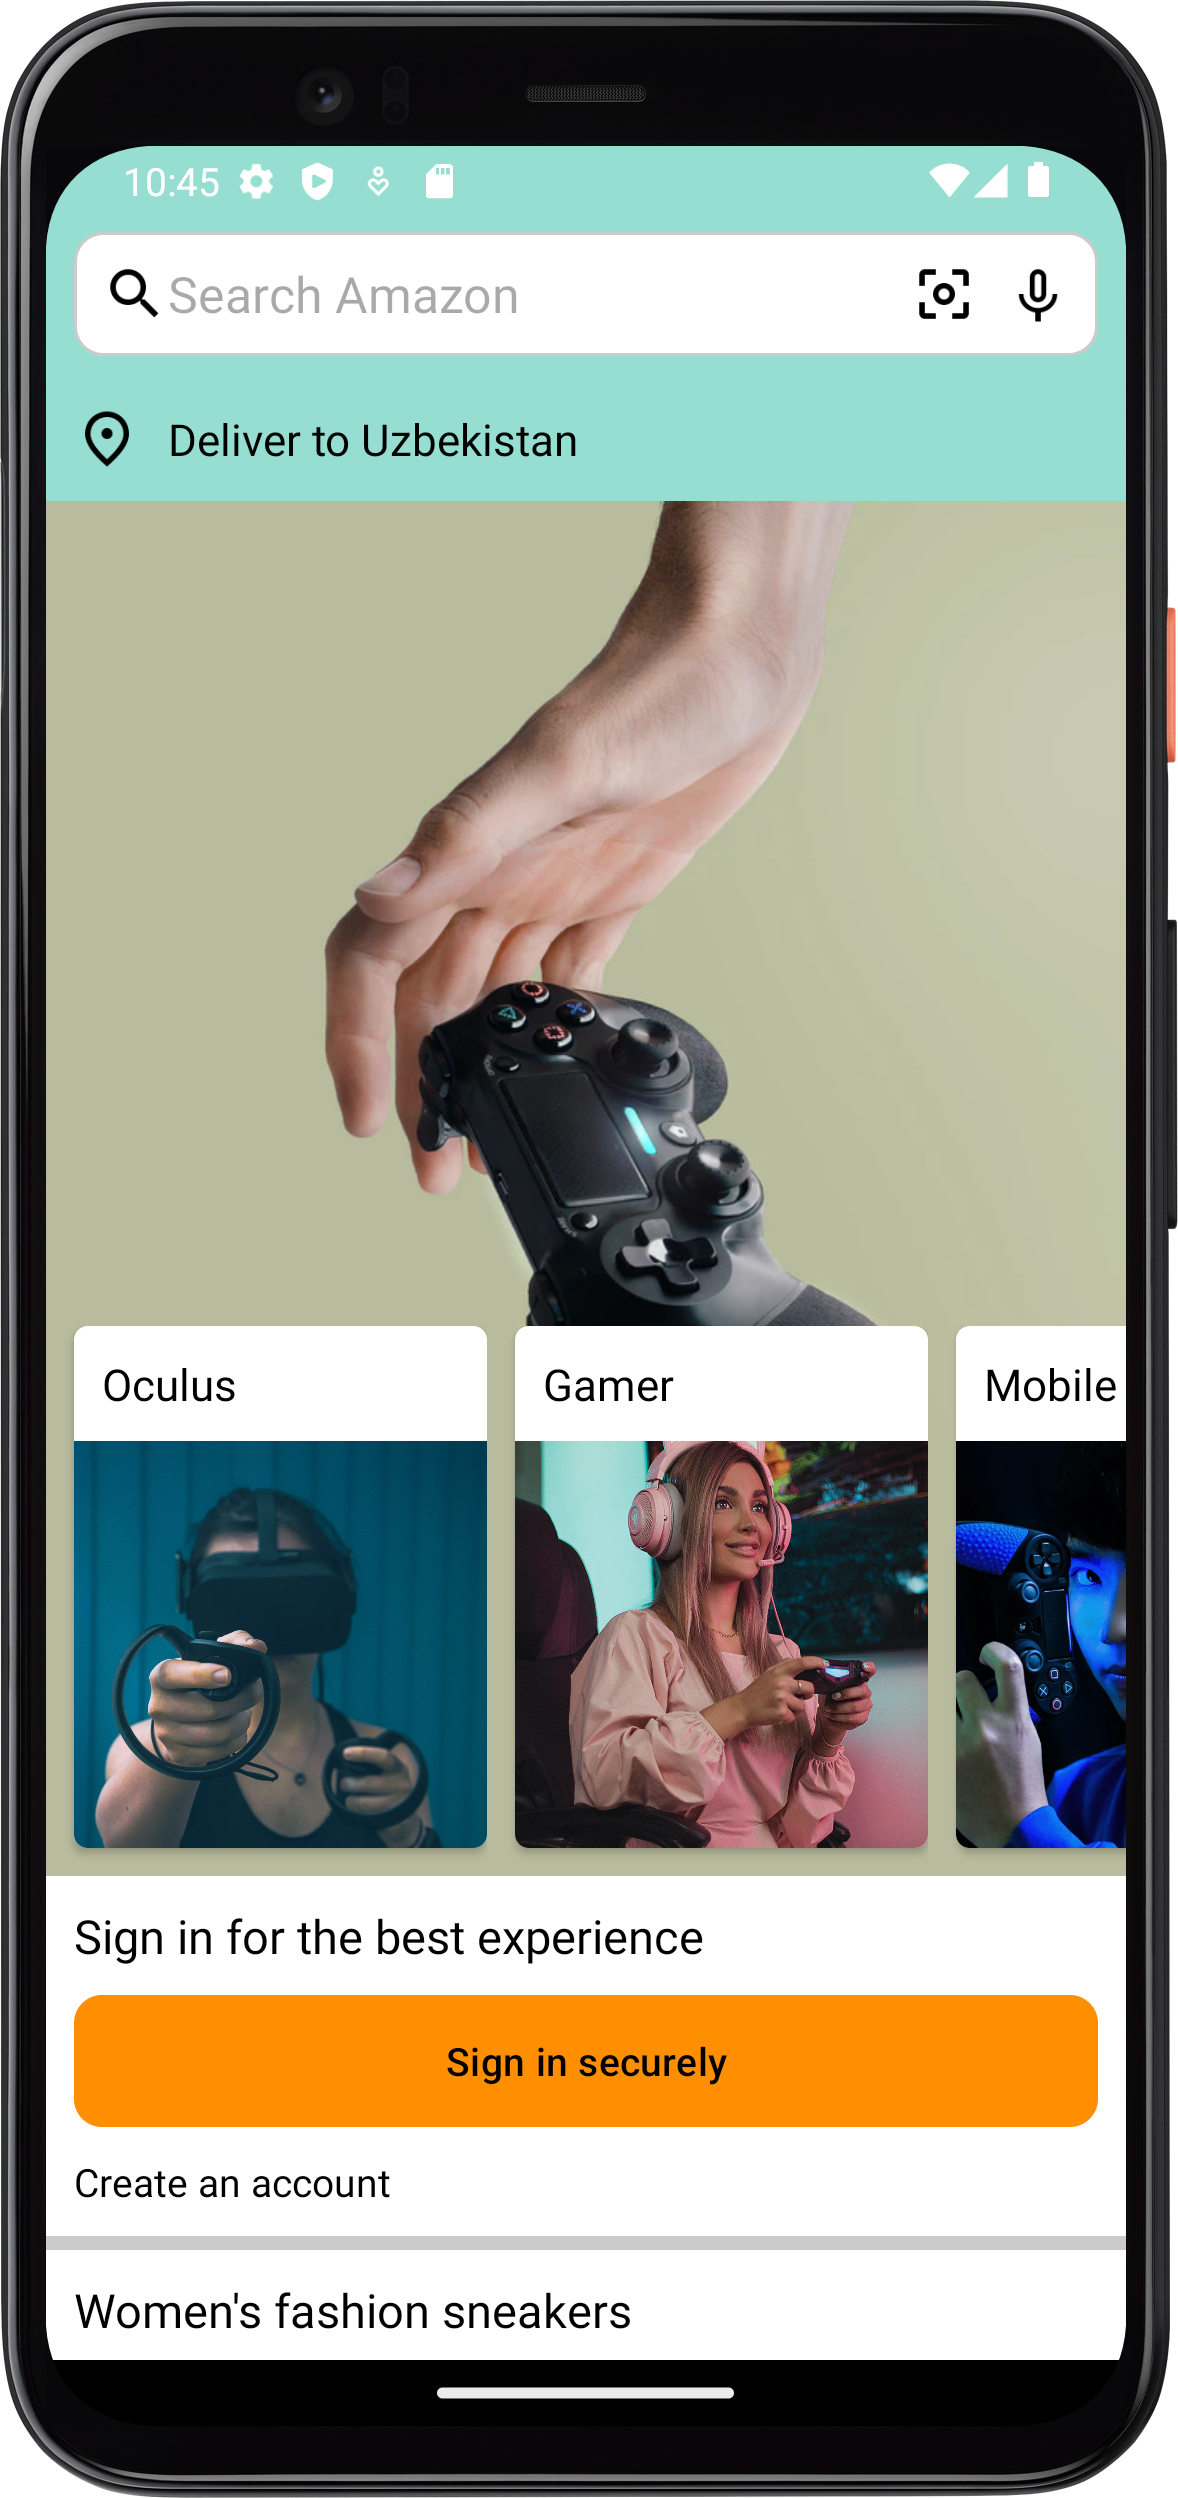 10:45
Search Amazon
Deliver to Uzbekistan
Oculus
Gamer
Mobile
Sign in for the best experience
Sign in securely
Create an account
Women's fashion sneakers